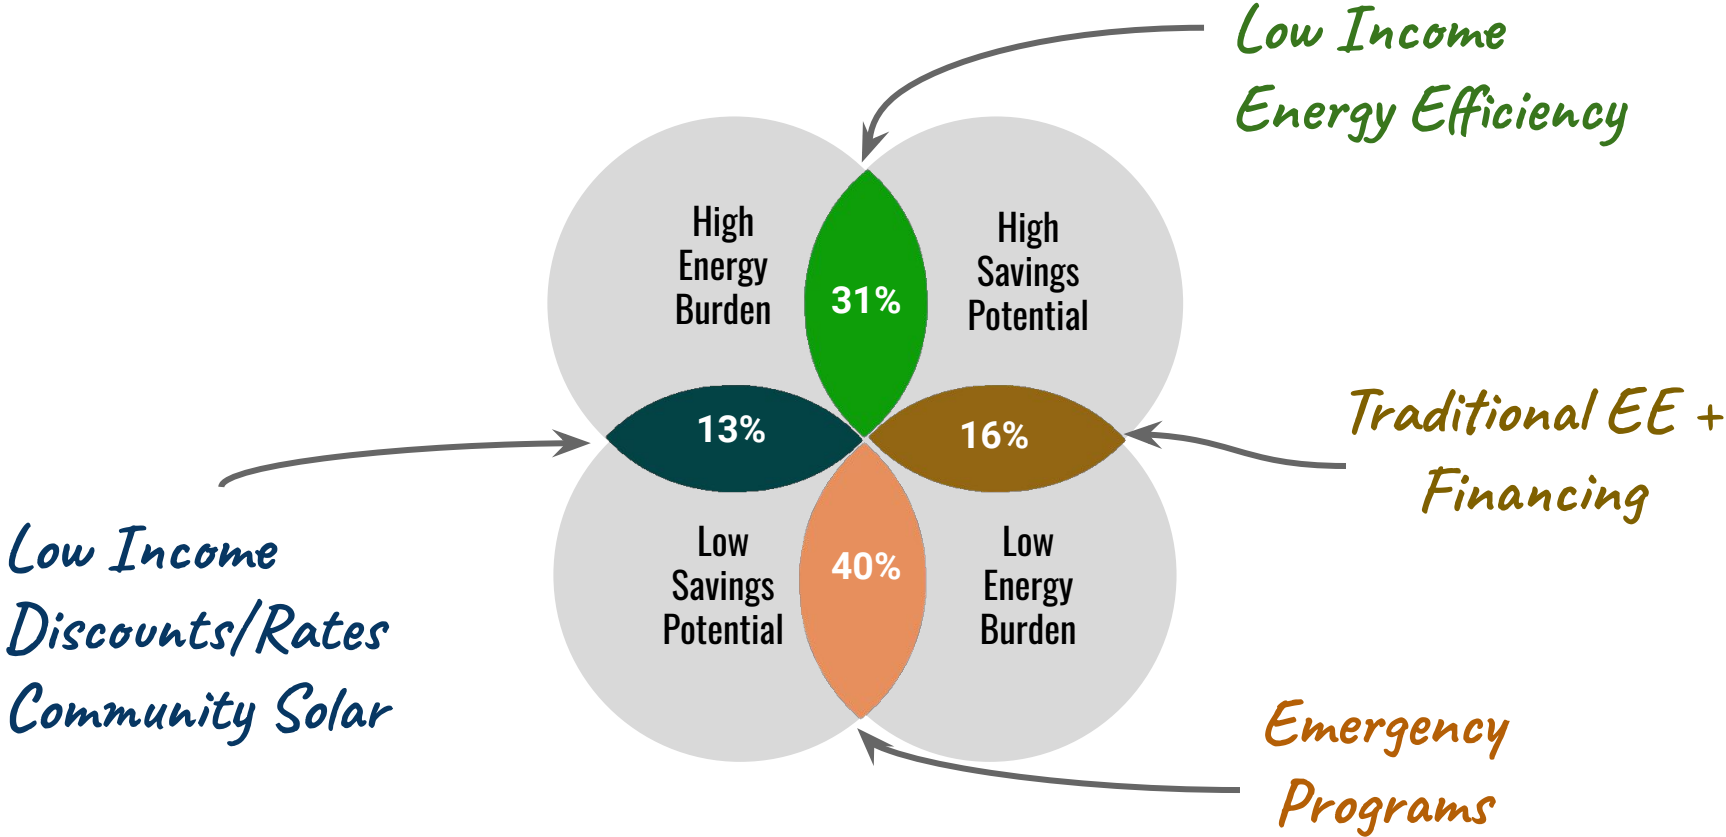 Low Income
Energy Efficiency
High
Energy
Burden
31%
High
Savings
Potential
13%
16%
Traditional EE +
Financing
Low Income
Discounts/Rates
Community Solar
Low
Savings
Potential
40%
Low
Energy
Burden
Emergency
Programs